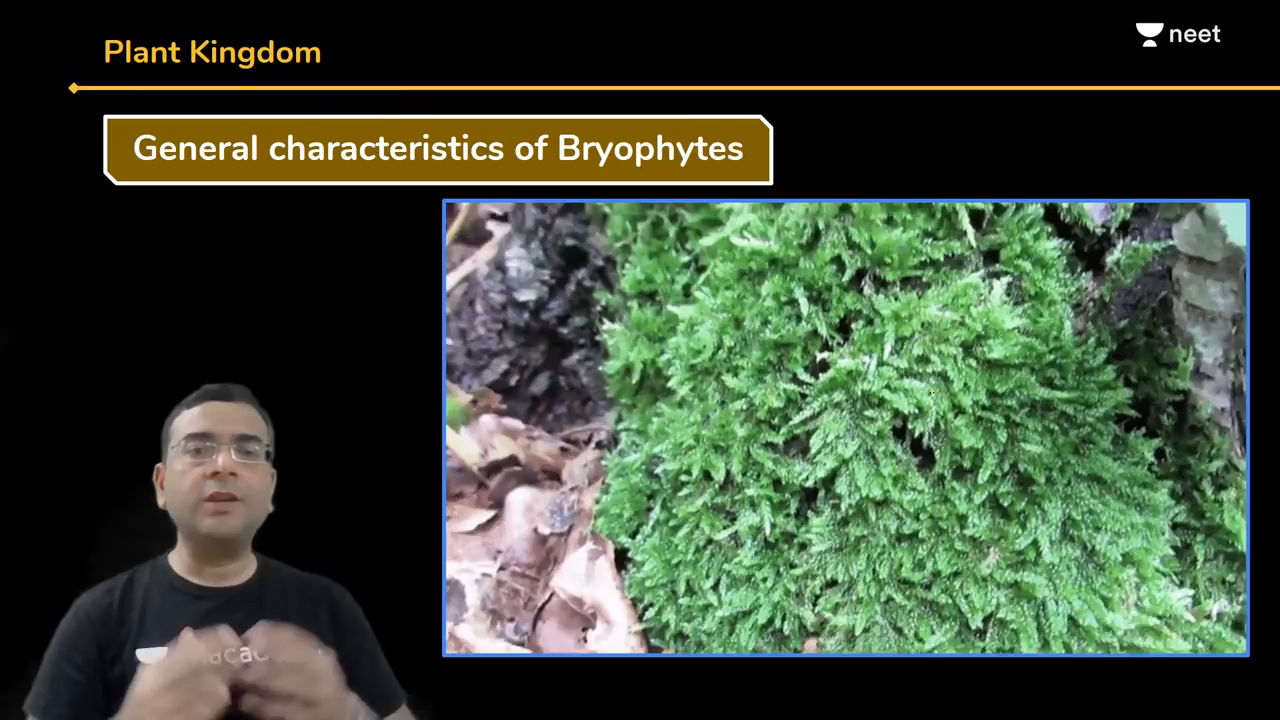 Plant Kingdom
neet
General characteristics of Bryophytes